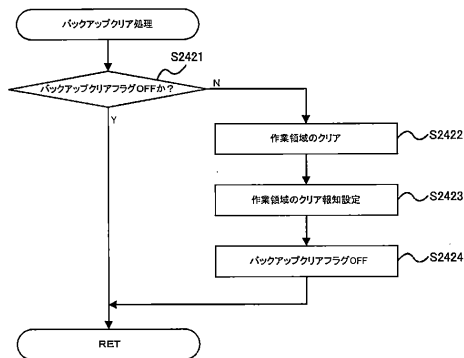 バックアップクリア処理
S2421
バックアップクリアフラグOFFか？
N
Y
作業領域のクリア
S2422
作業領域のクリア報知設定
S2423
バックアップクリアフラグOFF
S2424
RET